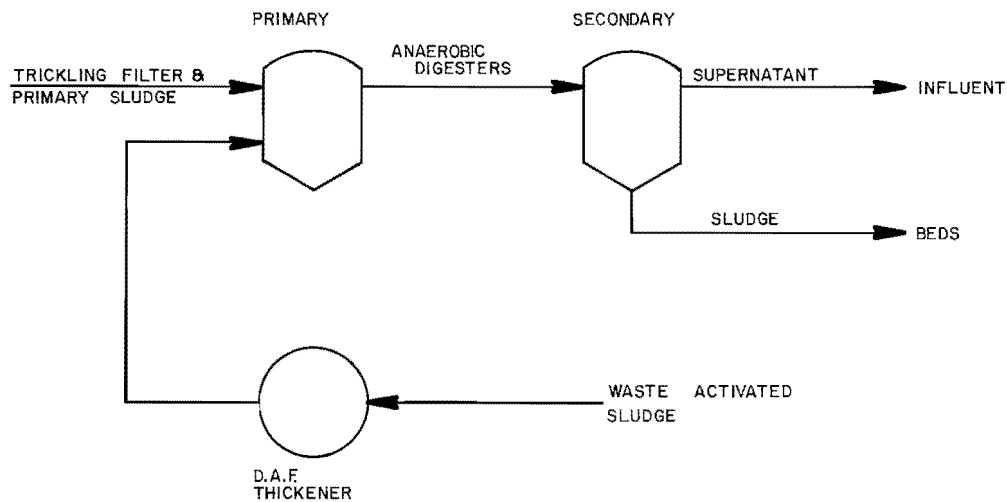 PRIMARY
SECONDARY
TRICKLING FILTER &
PRIMARY SLUDGE
ANAEROBIC
DIGESTERS
SUPERNATANT
INFLUENT
SLUDGE
BEDS
WASTE ACTIVATED
SLUDGE
D.A.F.
THICKENER